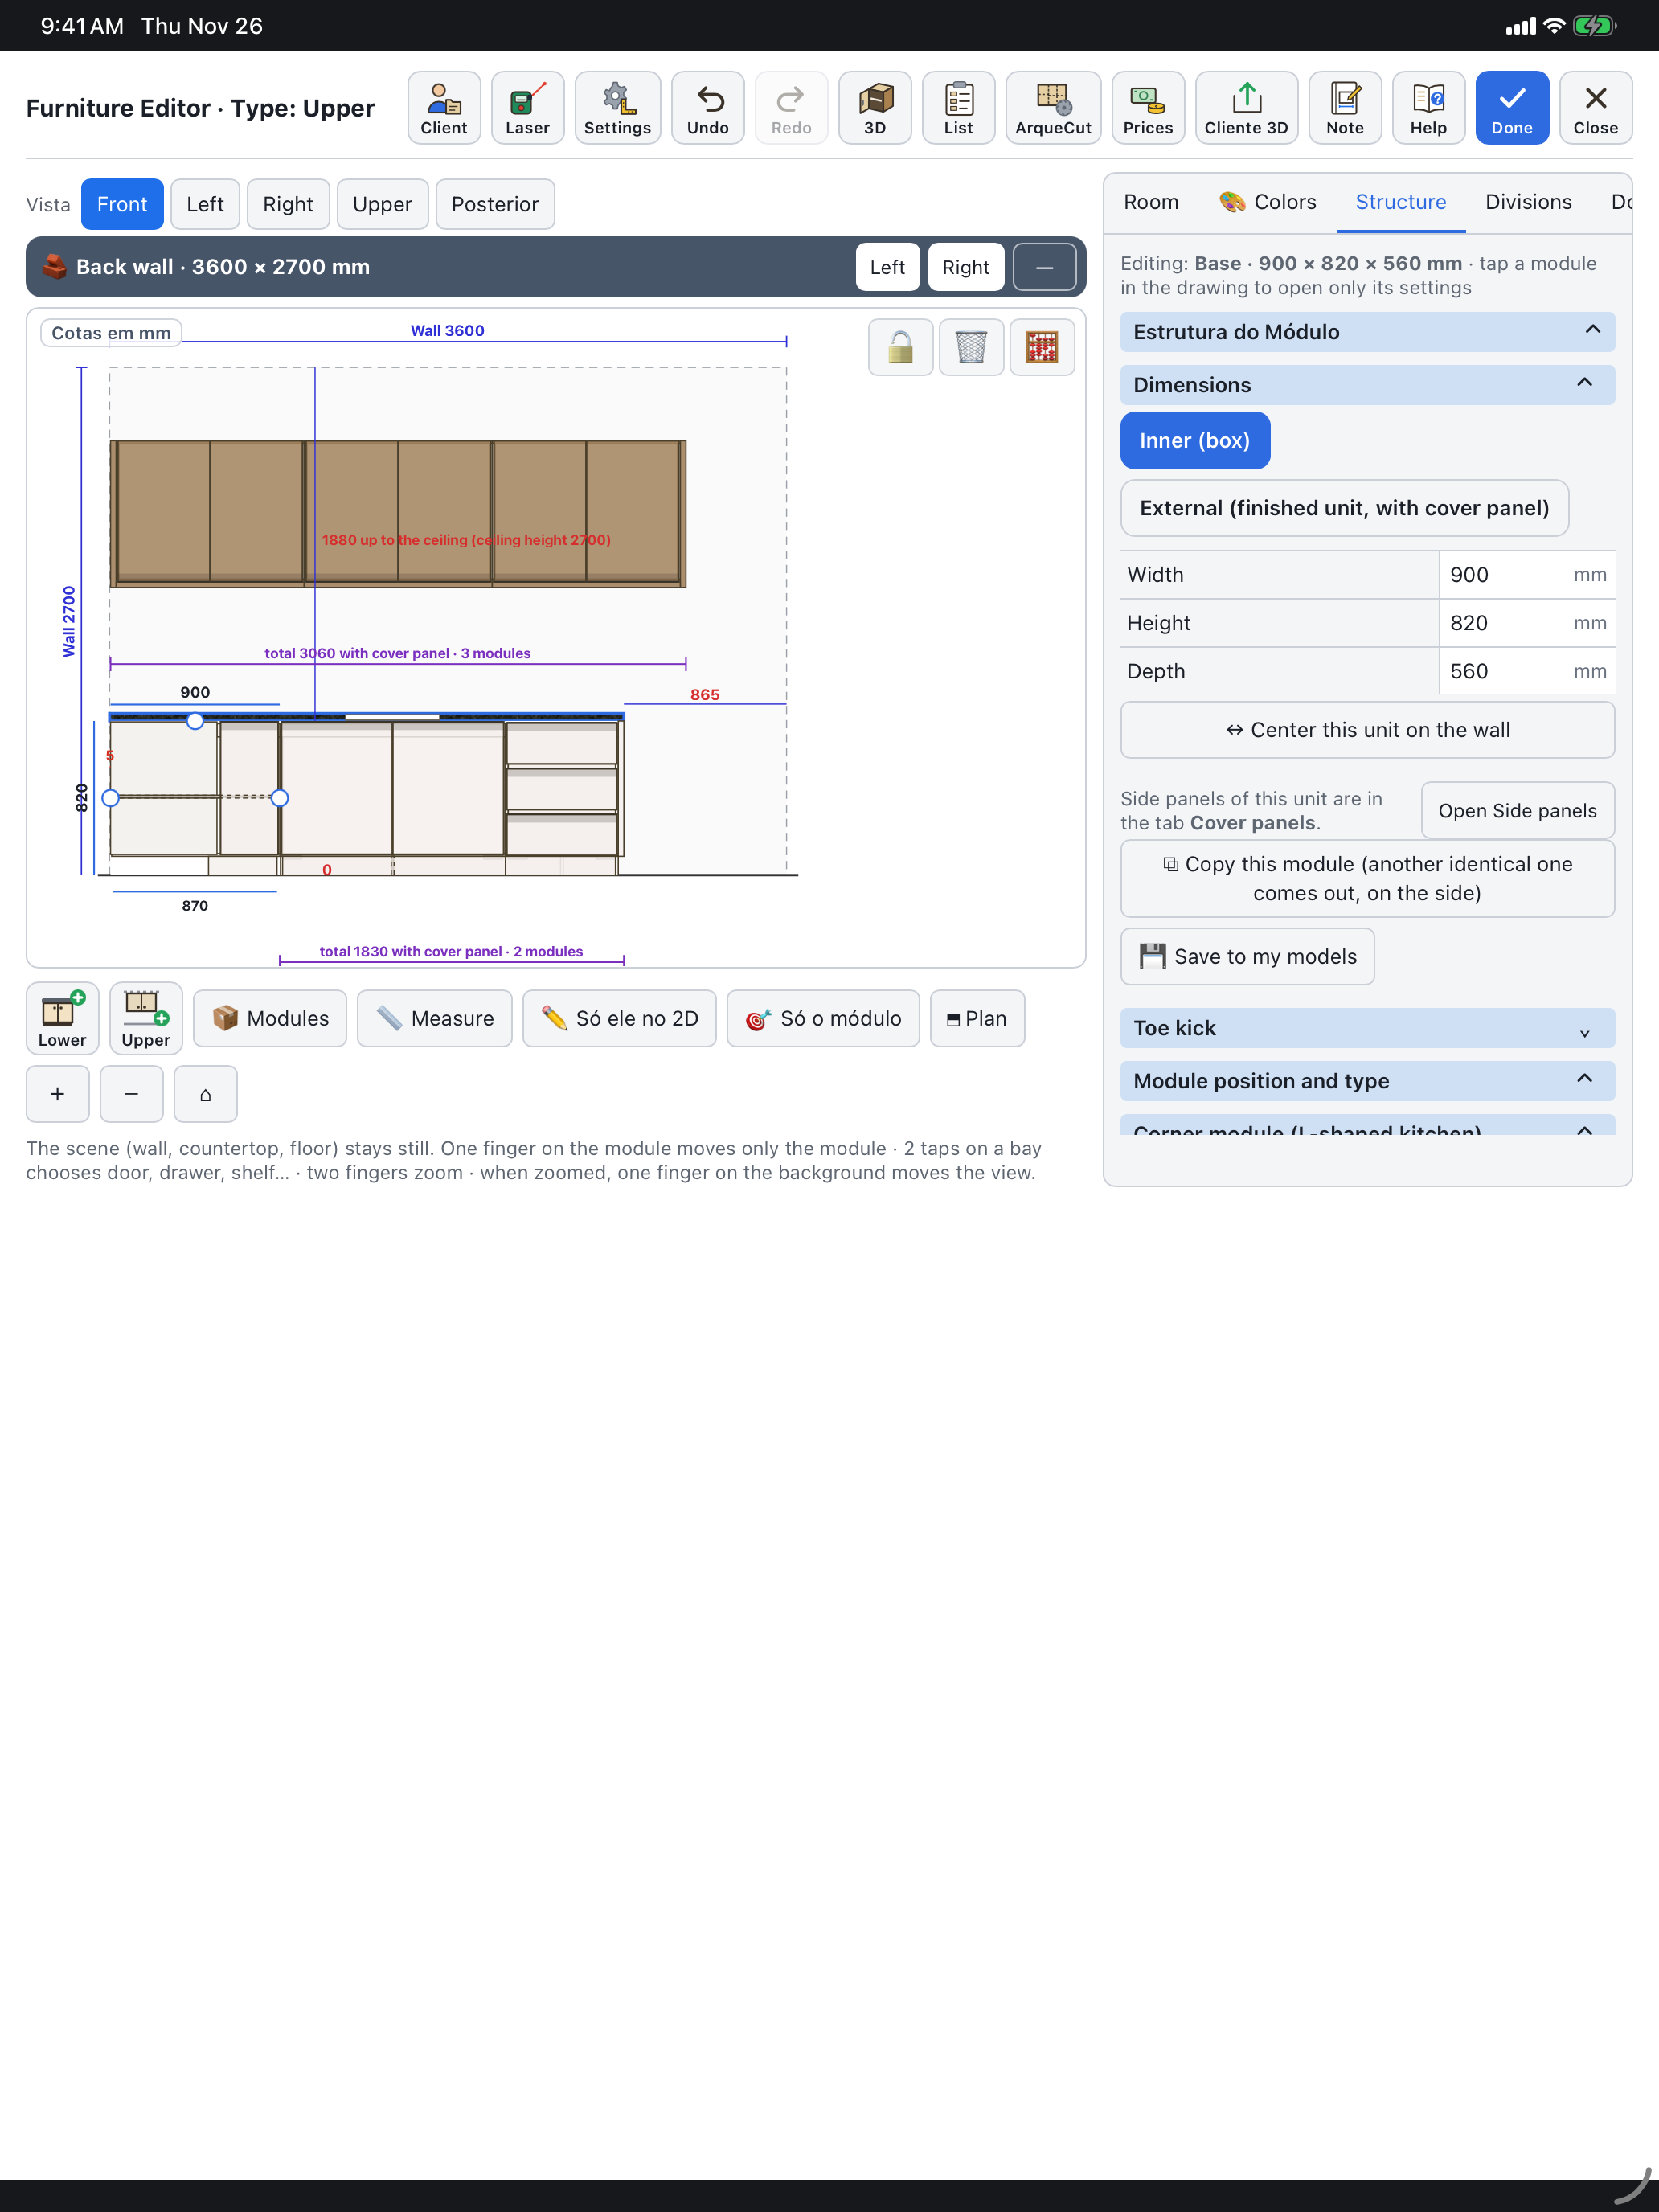 9:41 AM Thu Nov 26
Furniture Editor · Type: Upper
Client
Laser
Settings
Undo
Redo
3D
List
ArqueCut
Prices
Cliente 3D
Note
Help
Done
Close
Vista
Front
Left
Right
Upper
Posterior
Back wall · 3600 × 2700 mm
Left
Right
Cotas em mm
Wall 3600
Wall 2700
1880 up to the ceiling (ceiling height 2700)
total 3060 with cover panel · 3 modules
900
865
5
820
0
870
total 1830 with cover panel · 2 modules
Lower
Upper
Modules
Measure
Só ele no 2D
Só o módulo
Plan
+
−
The scene (wall, countertop, floor) stays still. One finger on the module moves only the module · 2 taps on a bay
chooses door, drawer, shelf... · two fingers zoom · when zoomed, one finger on the background moves the view.
Room
Colors
Structure
Divisions
Do
Editing: Base · 900 × 820 × 560 mm · tap a module
in the drawing to open only its settings
Estrutura do Módulo
Dimensions
Inner (box)
External (finished unit, with cover panel)
Width 900 mm
Height 820 mm
Depth 560 mm
↔ Center this unit on the wall
Side panels of this unit are in
the tab Cover panels.
Open Side panels
Copy this module (another identical one
comes out, on the side)
Save to my models
Toe kick
Module position and type
Corner module (L-shaped kitchen)